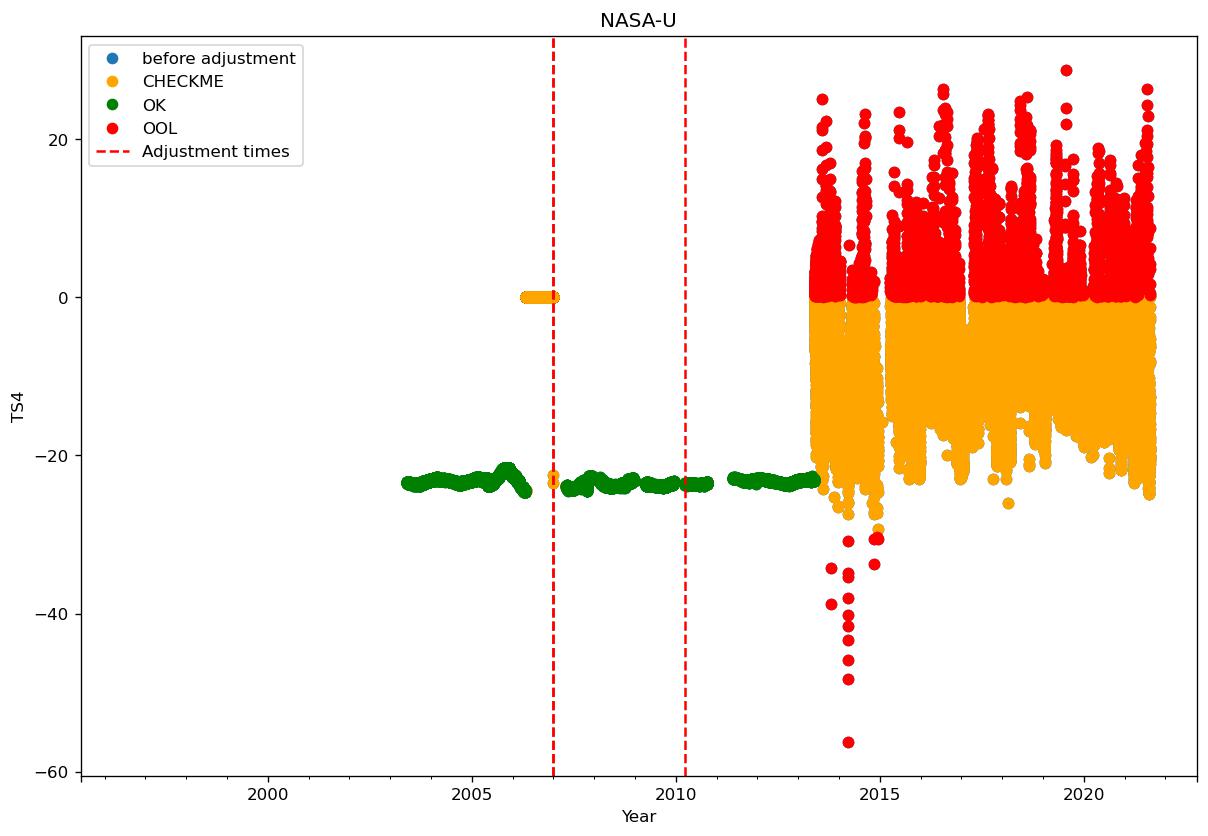 NASA-U
before adjustment
CHECKME
OK
OOL
Adjustment times
20
0
−20
−40
−60
TS4
2000
2005
2010
2015
2020
Year